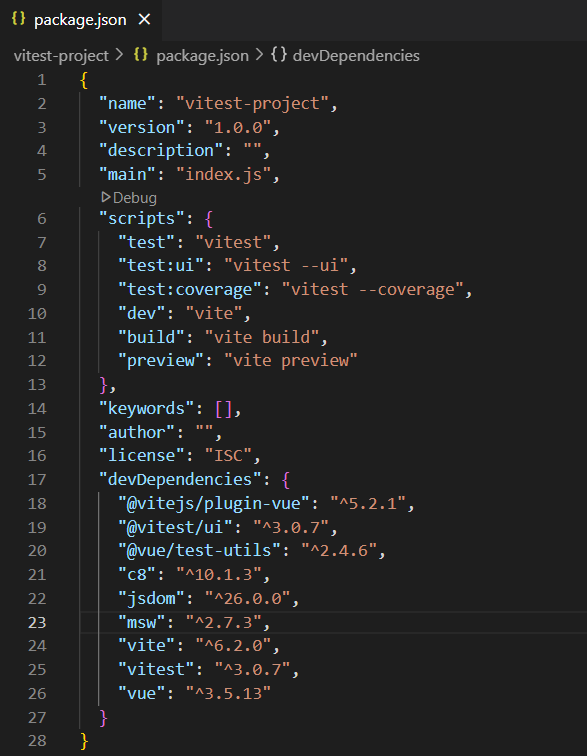 {} package.json ×
vitest-project > {} package.json > {} devDependencies
1 {
2 "name": "vitest-project",
3 "version": "1.0.0",
4 "description": "",
5 "main": "index.js",
Debug
6 "scripts": {
7 "test": "vitest",
8 "test:ui": "vitest --ui",
9 "test:coverage": "vitest --coverage",
10 "dev": "vite",
11 "build": "vite build",
12 "preview": "vite preview"
13 },
14 "keywords": [],
15 "author": "",
16 "license": "ISC",
17 "devDependencies": {
18 "@vitejs/plugin-vue": "^5.2.1",
19 "@vitest/ui": "^3.0.7",
20 "@vue/test-utils": "^2.4.6",
21 "c8": "^10.1.3",
22 "jsdom": "^26.0.0",
23 "msw": "^2.7.3",
24 "vite": "^6.2.0",
25 "vitest": "^3.0.7",
26 "vue": "^3.5.13"
27 }
28 }